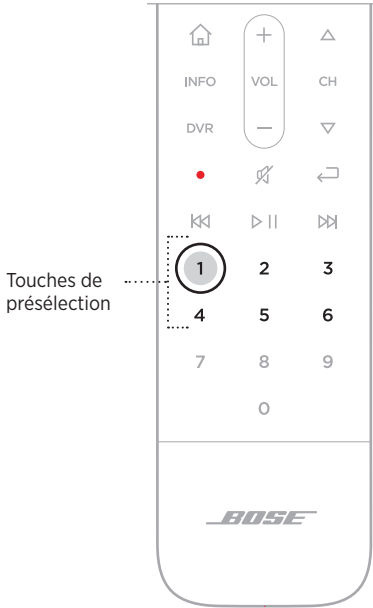 +
INFO VOL CH
DVR −
Touches de
présélection
1 2 3
4 5 6
7 8 9
0
BOSE